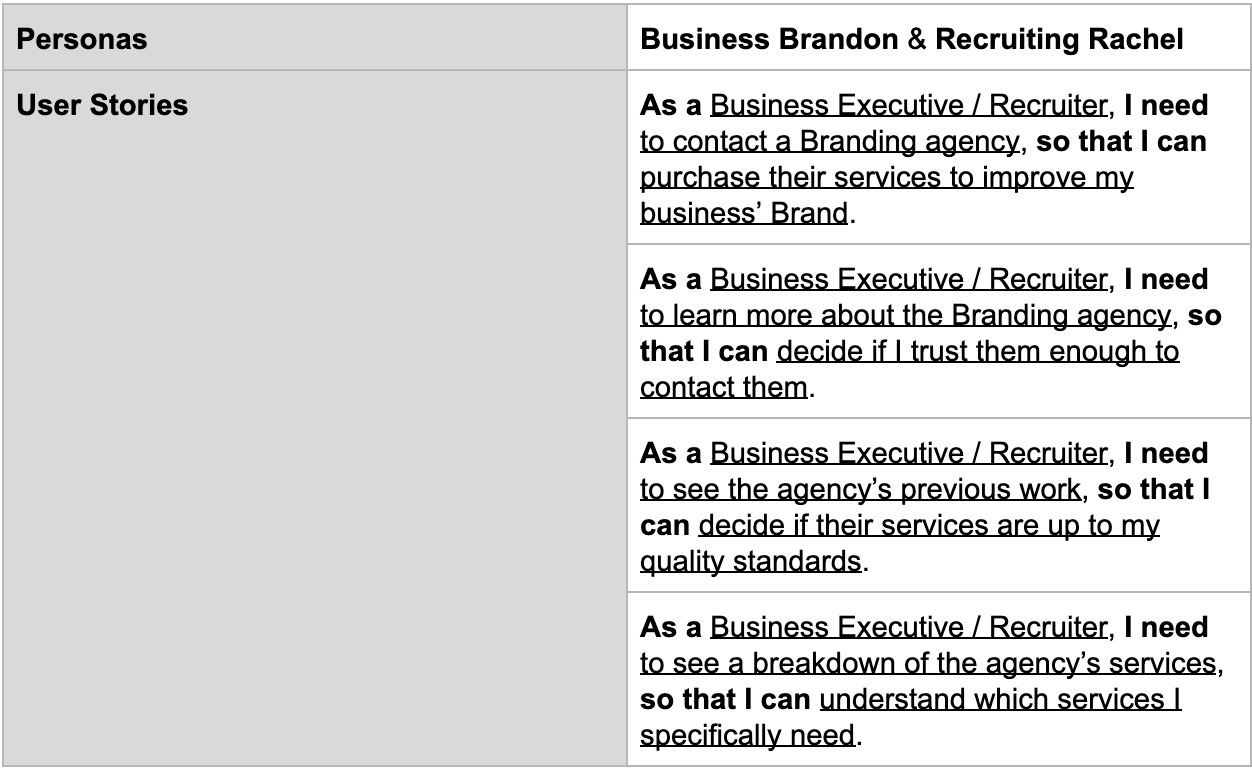 Personas
Business Brandon & Recruiting Rachel
User Stories
As a Business Executive / Recruiter, I need
to contact a Branding agency, so that I can
purchase their services to improve my
business’ Brand.
As a Business Executive / Recruiter, I need
to learn more about the Branding agency, so
that I can decide if I trust them enough to
contact them.
As a Business Executive / Recruiter, I need
to see the agency’s previous work, so that I
can decide if their services are up to my
quality standards.
As a Business Executive / Recruiter, I need
to see a breakdown of the agency’s services,
so that I can understand which services I
specifically need.